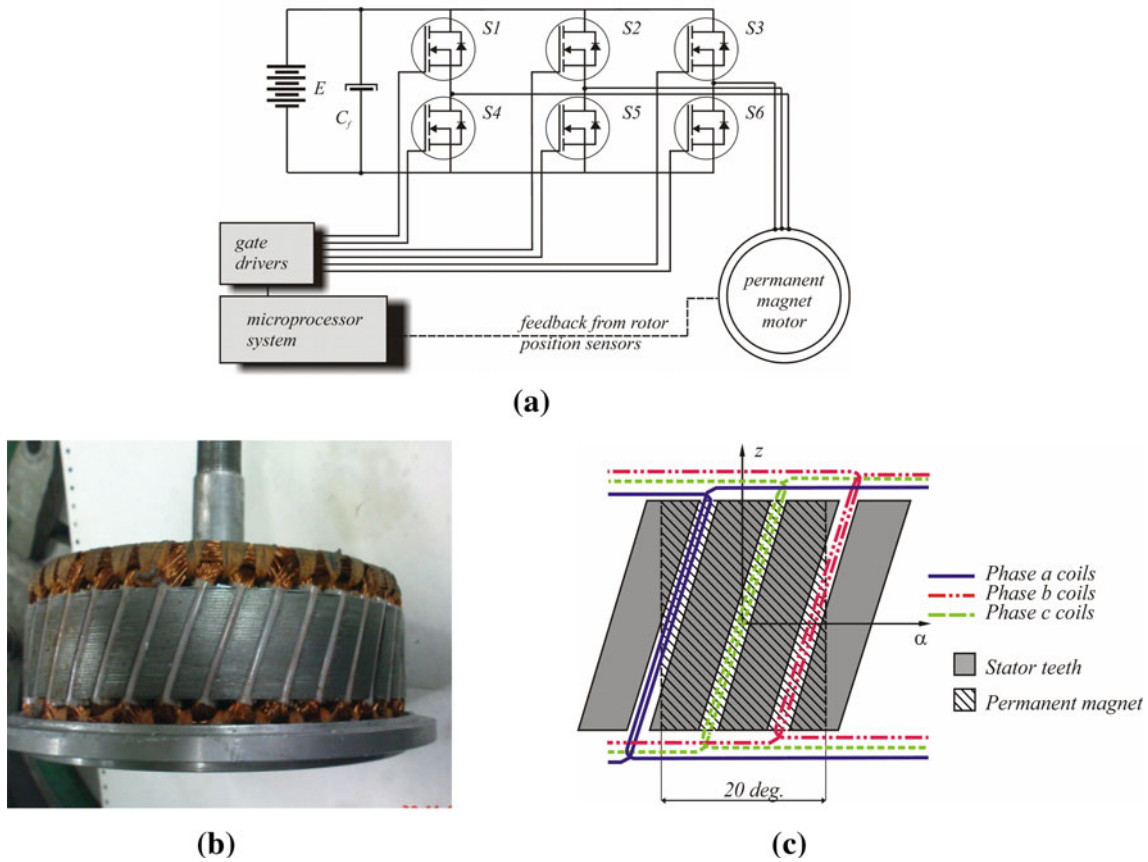 S1
S2
S3
E
C_f
S4
S5
S6
gate
drivers
microprocessor
system
feedback from rotor
position sensors
permanent
magnet
motor
(a)
z
α
20 deg.
Phase a coils
Phase b coils
Phase c coils
Stator teeth
Permanent magnet
(b)
(c)